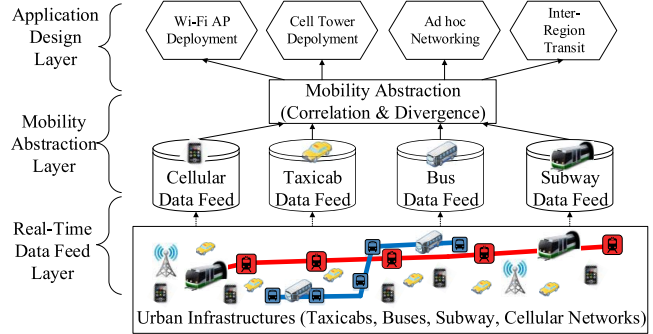 Application
Design
Layer
Wi-Fi AP
Deployment
Cell Tower
Depolyment
Ad hoc
Networking
Inter-
Region
Transit
Mobility Abstraction
(Correlation & Divergence)
Mobility
Abstraction
Layer
Cellular
Data Feed
Taxicab
Data Feed
Bus
Data Feed
Subway
Data Feed
Real-Time
Data Feed
Layer
Urban Infrastructures (Taxicabs, Buses, Subway, Cellular Networks)